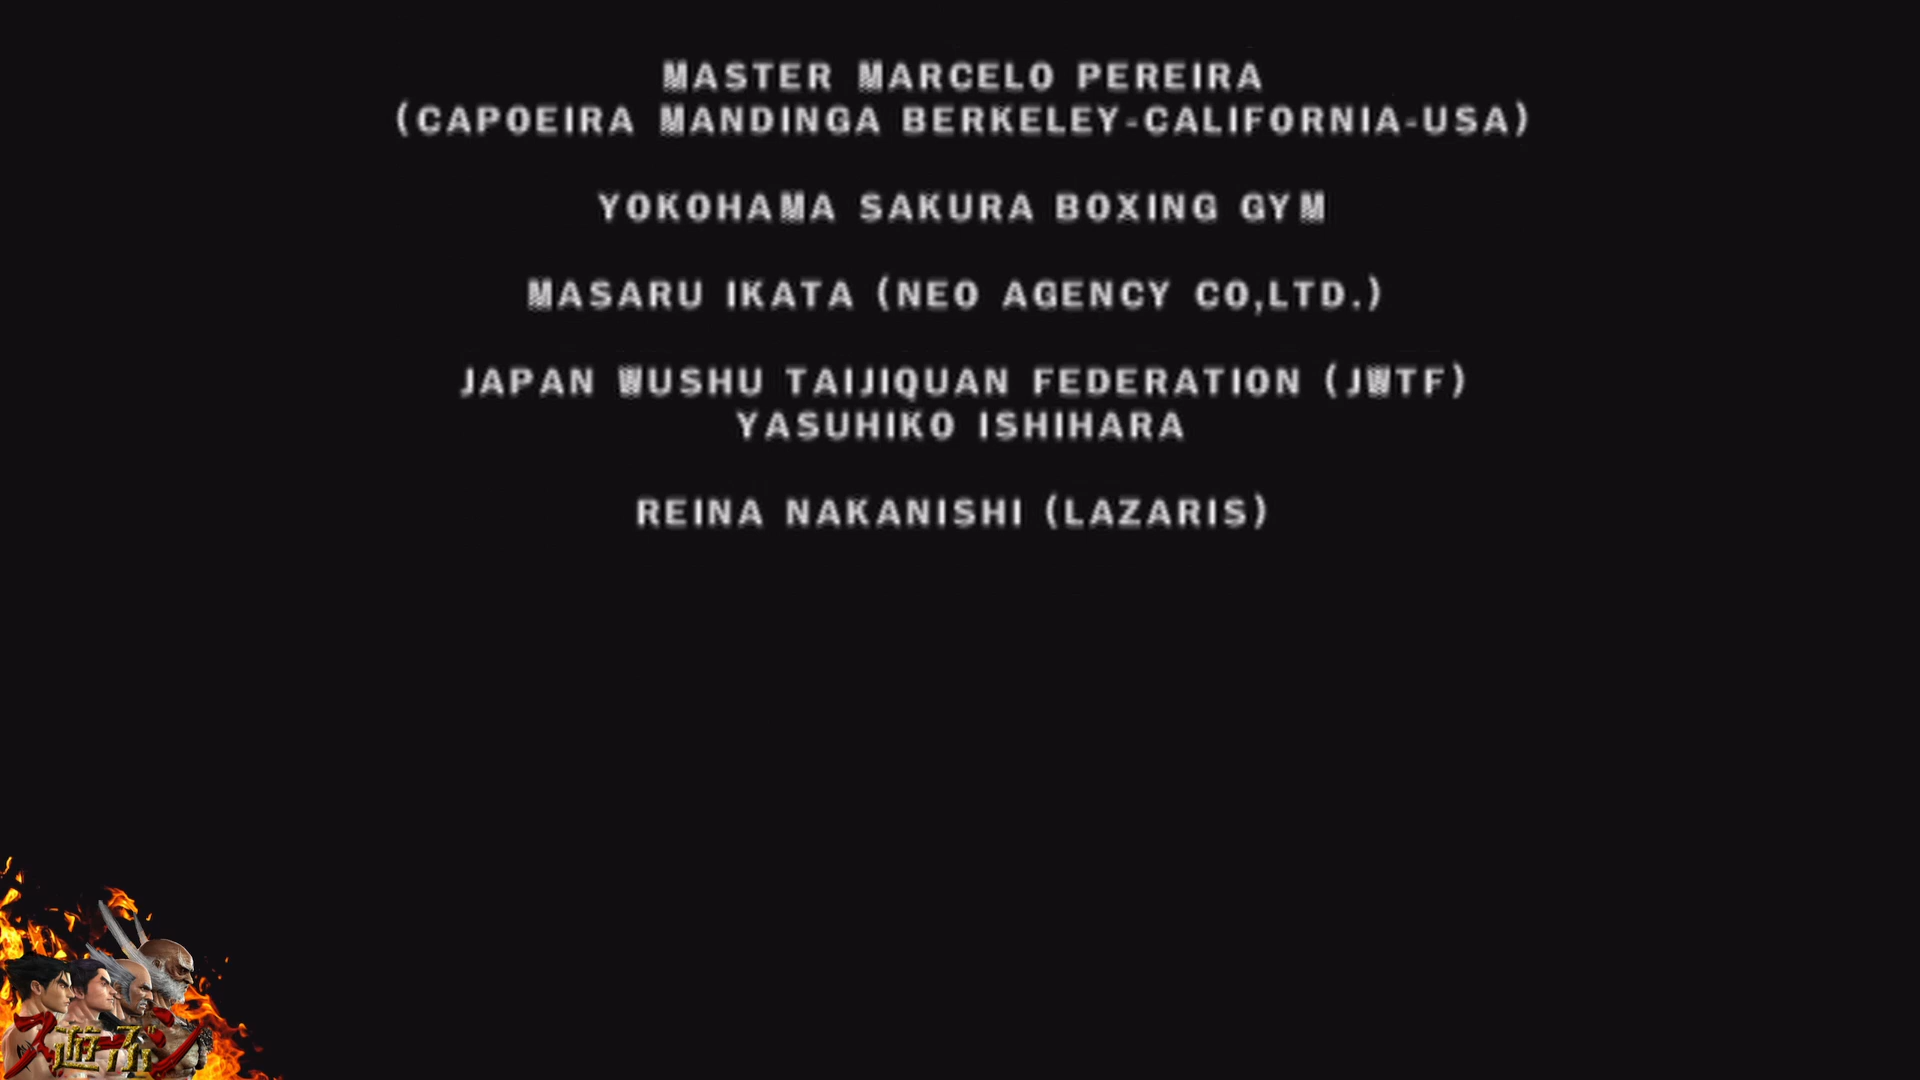 MASTER MARCELO PEREIRA
(CAPOEIRA MANDINGA BERKELEY-CALIFORNIA-USA)
YOKOHAMA SAKURA BOXING GYM
MASARU IKATA (NEO AGENCY CO,LTD.)
JAPAN WUSHU TAIJIQUAN FEDERATION (JWTF)
YASUHIKO ISHIHARA
REINA NAKANISHI (LAZARIS)